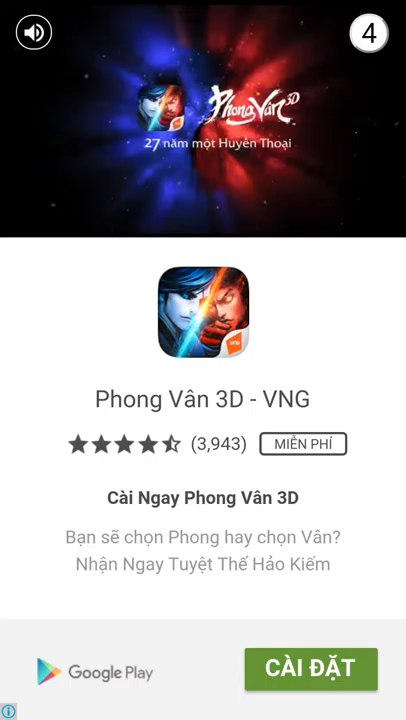 4
Phong Vân 3D
27 năm một Huyền Thoại
VNG
Phong Vân 3D - VNG
(3,943) MIỄN PHÍ
Cài Ngay Phong Vân 3D
Bạn sẽ chọn Phong hay chọn Vân?
Nhận Ngay Tuyệt Thế Hảo Kiếm
Google Play
CÀI ĐẶT